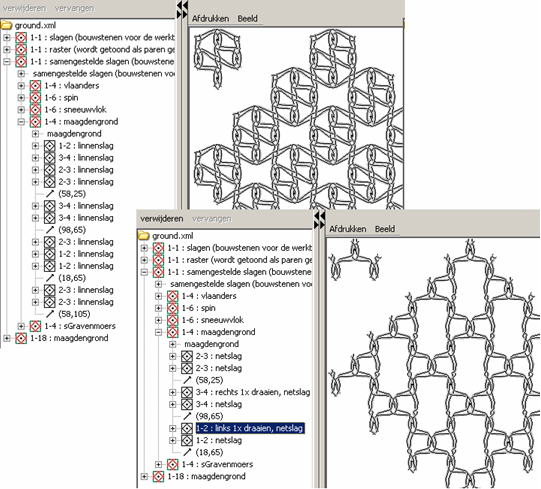 verwijderen vervangen
ground.xml
1-1 : slagen (bouwstenen voor de werkt
1-1 : raster (wordt getoond als paren ge
1-1 : samengestelde slagen (bouwstenen
samengestelde slagen (bouwstenen voo
1-4 : vlaanders
1-6 : spin
1-6 : sneeuwvlok
1-4 : maagdengrond
maagdengrond
1-2 : linnenslag
3-4 : linnenslag
2-3 : linnenslag
2-3 : linnenslag
(58,25)
3-4 : linnenslag
3-4 : linnenslag
(98,65)
2-3 : linnenslag
1-2 : linnenslag
1-2 : linnenslag
(18,65)
2-3 : linnenslag
2-3 : linnenslag
(58,105)
1-4 : sGravenmoers
1-18 : maagdengrond
Afdrukken Beeld
verwijderen vervangen
ground.xml
1-1 : slagen (bouwstenen voor de werkt
1-1 : raster (wordt getoond als paren ge
1-1 : samengestelde slagen (bouwstenen
samengestelde slagen (bouwstenen voo
1-4 : vlaanders
1-6 : spin
1-6 : sneeuwvlok
1-4 : maagdengrond
maagdengrond
2-3 : netslag
2-3 : netslag
(58,25)
3-4 : rechts 1x draaien, netslag
3-4 : netslag
(98,65)
1-2 : links 1x draaien, netslag
1-2 : netslag
(18,65)
1-4 : sGravenmoers
1-18 : maagdengrond
Afdrukken Beeld